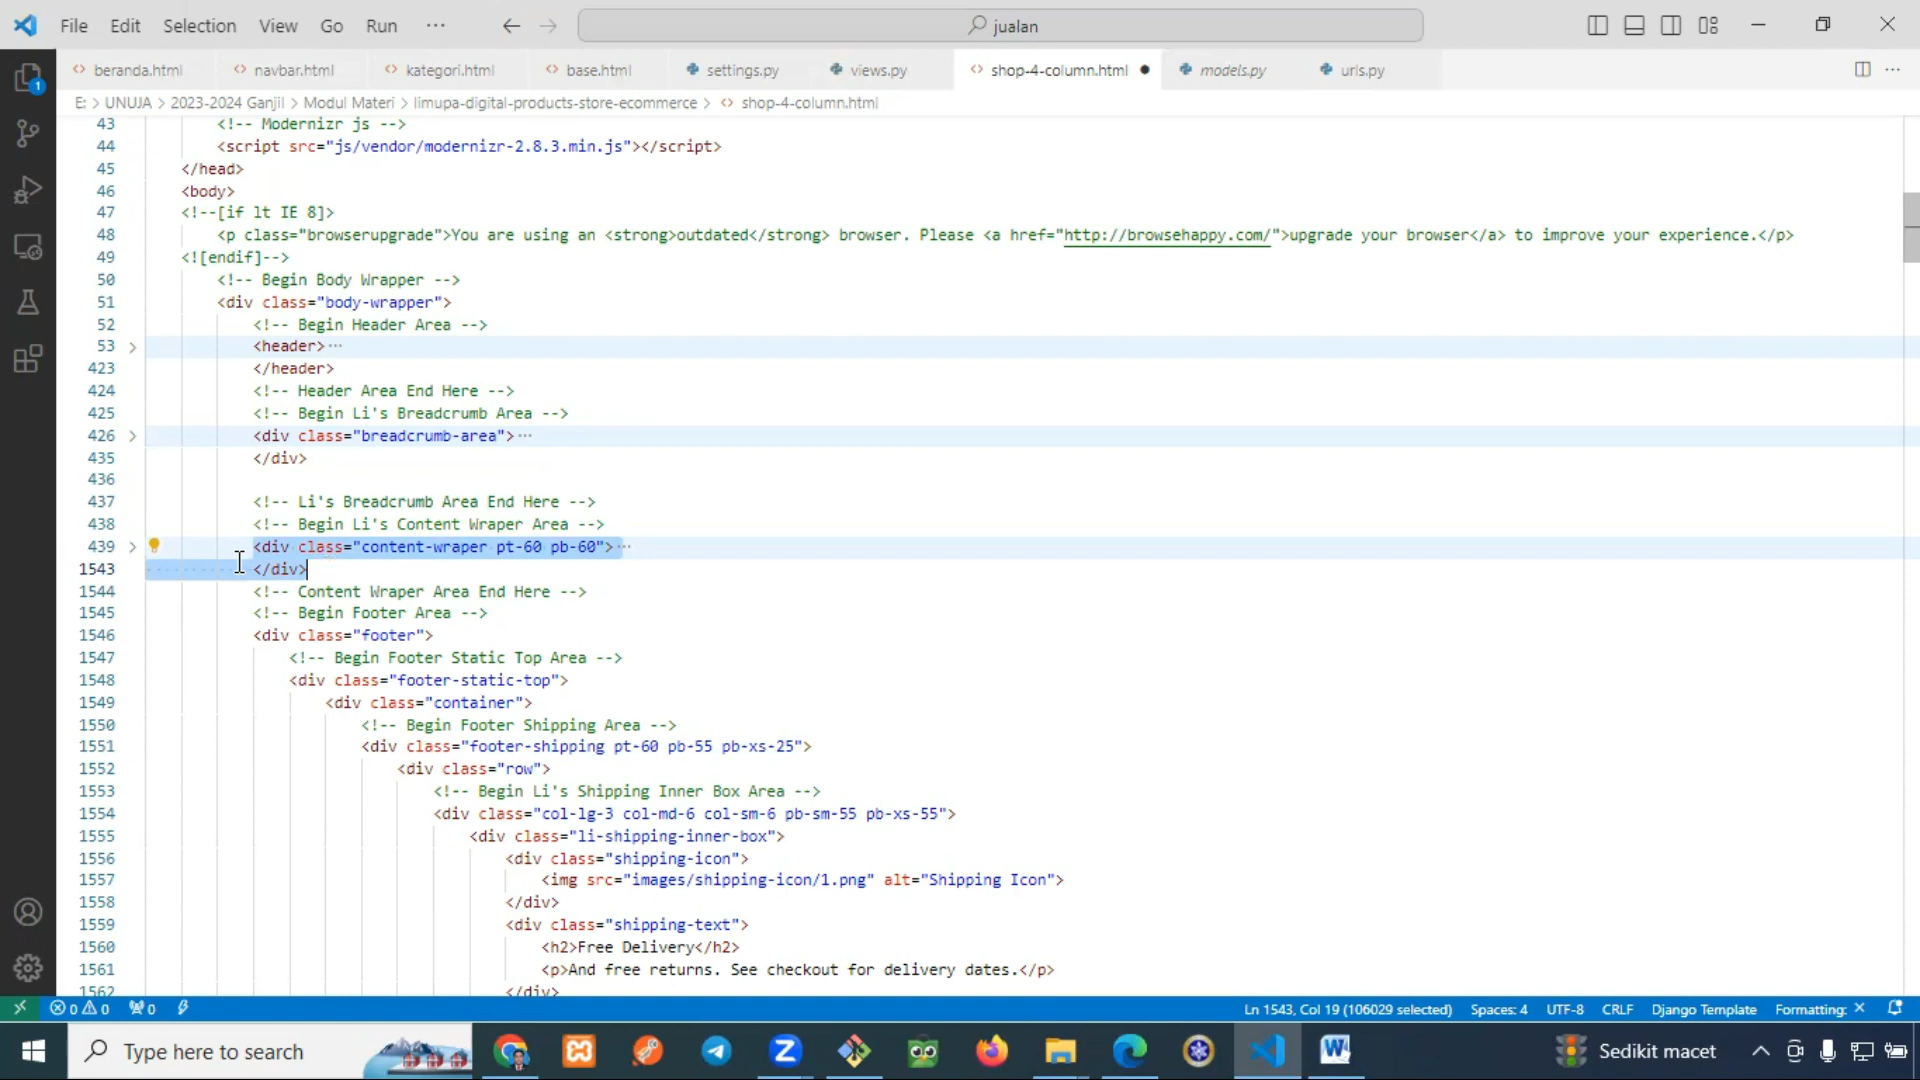 File Edit Selection View Go Run ··· jualan
beranda.html navbar.html kategori.html base.html settings.py views.py shop-4-column.html models.py urls.py
E: > UNUJA > 2023-2024 Ganjil > Modul Materi > limupa-digital-products-store-ecommerce > shop-4-column.html
43 <!-- Modernizr js -->
44 <script src="js/vendor/modernizr-2.8.3.min.js"></script>
45 </head>
46 <body>
47 <!--[if lt IE 8]>
48 <p class="browserupgrade">You are using an <strong>outdated</strong> browser. Please <a href="http://browsehappy.com/">upgrade your browser</a> to improve your experience.</p>
49 <![endif]-->
50 <!-- Begin Body Wrapper -->
51 <div class="body-wrapper">
52 <!-- Begin Header Area -->
53 <header>···
423 </header>
424 <!-- Header Area End Here -->
425 <!-- Begin Li's Breadcrumb Area -->
426 <div class="breadcrumb-area">···
435 </div>
436
437 <!-- Li's Breadcrumb Area End Here -->
438 <!-- Begin Li's Content Wraper Area -->
439 <div class="content-wraper pt-60 pb-60">···
1543 </div>
1544 <!-- Content Wraper Area End Here -->
1545 <!-- Begin Footer Area -->
1546 <div class="footer">
1547 <!-- Begin Footer Static Top Area -->
1548 <div class="footer-static-top">
1549 <div class="container">
1550 <!-- Begin Footer Shipping Area -->
1551 <div class="footer-shipping pt-60 pb-55 pb-xs-25">
1552 <div class="row">
1553 <!-- Begin Li's Shipping Inner Box Area -->
1554 <div class="col-lg-3 col-md-6 col-sm-6 pb-sm-55 pb-xs-55">
1555 <div class="li-shipping-inner-box">
1556 <div class="shipping-icon">
1557 <img src="images/shipping-icon/1.png" alt="Shipping Icon">
1558 </div>
1559 <div class="shipping-text">
1560 <h2>Free Delivery</h2>
1561 <p>And free returns. See checkout for delivery dates.</p>
1562 </div>
0 0 0 Ln 1543, Col 19 (106029 selected) Spaces: 4 UTF-8 CRLF Django Template Formatting: ×
Type here to search Sedikit macet